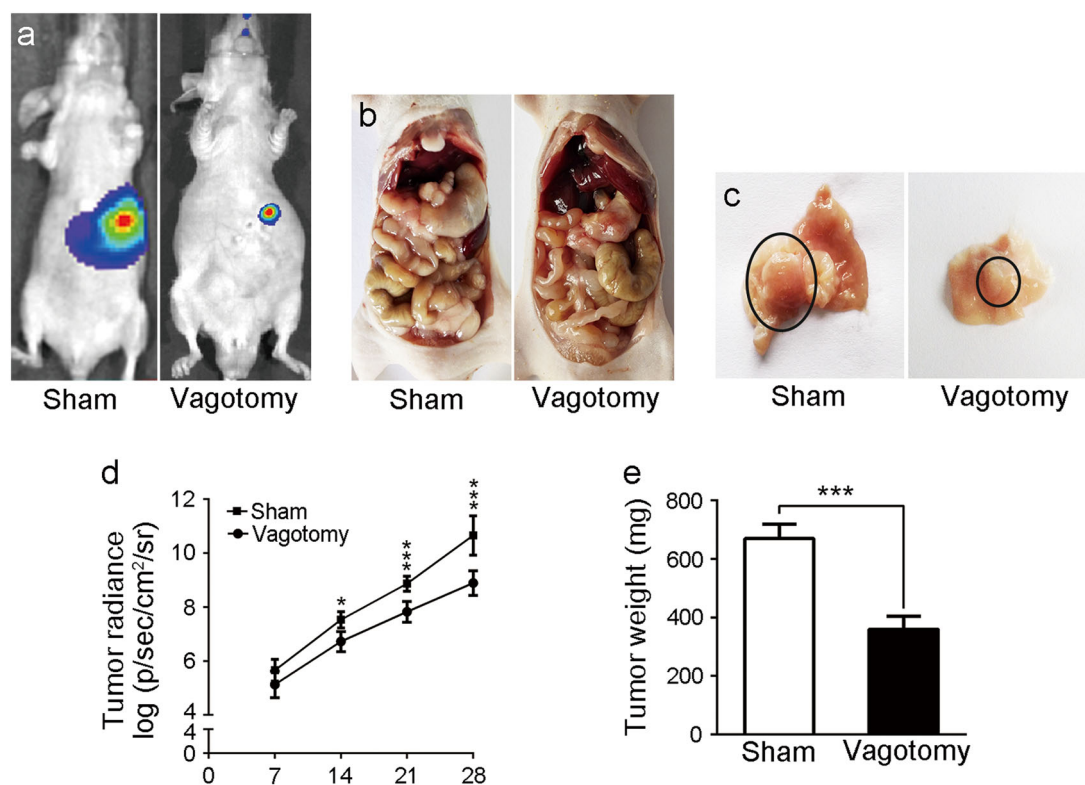 a
Sham
Vagotomy
b
Sham
Vagotomy
c
Sham
Vagotomy
d
Tumor radiance
log (p/sec/cm²/sr)
12
10
8
6
4
4
0
Sham
Vagotomy
*
***
***
0
7
14
21
28
e
Tumor weight (mg)
800
600
400
200
0
***
Sham
Vagotomy